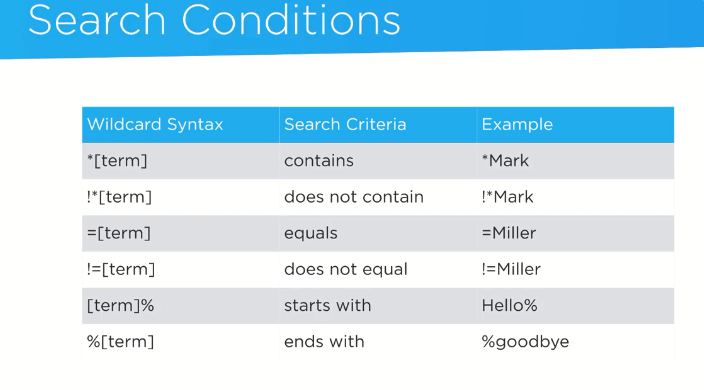 Search Conditions
Wildcard Syntax Search Criteria Example
*[term] contains *Mark
!*[term] does not contain !*Mark
=[term] equals =Miller
!=[term] does not equal !=Miller
[term]% starts with Hello%
%[term] ends with %goodbye